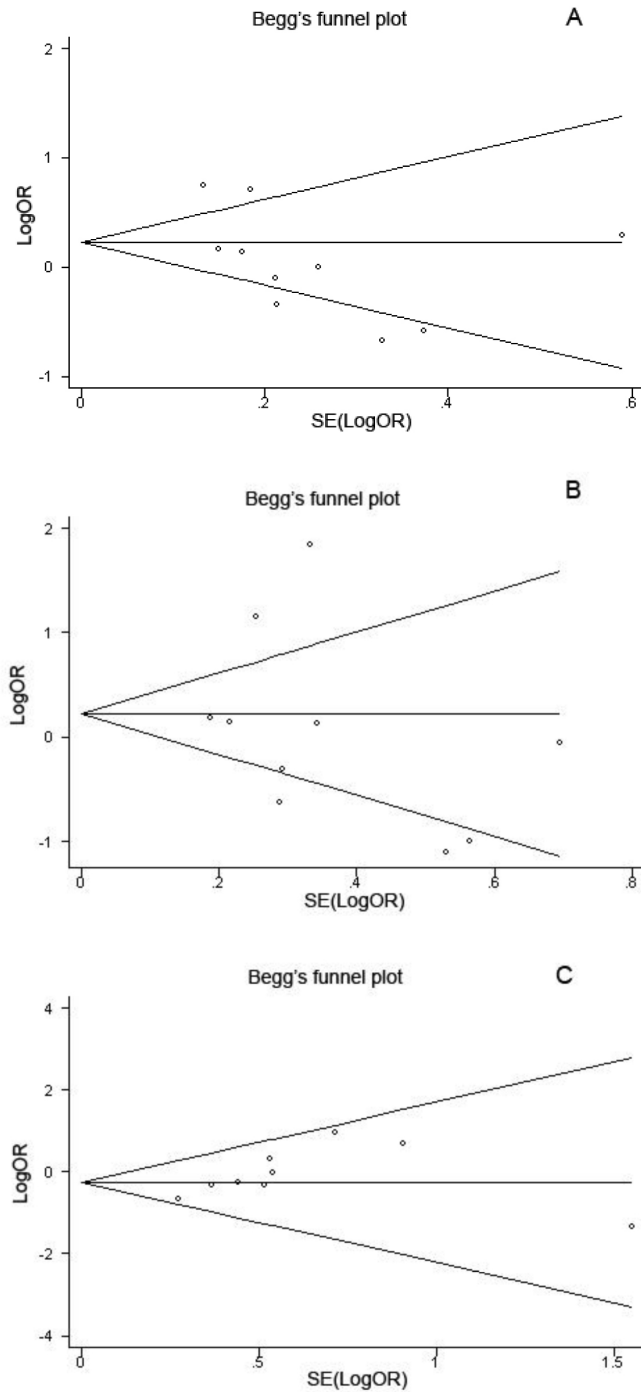 Begg's funnel plot A
2
1
0
-1
LogOR
0 .2 .4 .6
SE(LogOR)
Begg's funnel plot B
2
1
0
-1
LogOR
0 .2 .4 .6 .8
SE(LogOR)
Begg's funnel plot C
4
2
0
-2
-4
LogOR
0 .5 1 1.5
SE(LogOR)